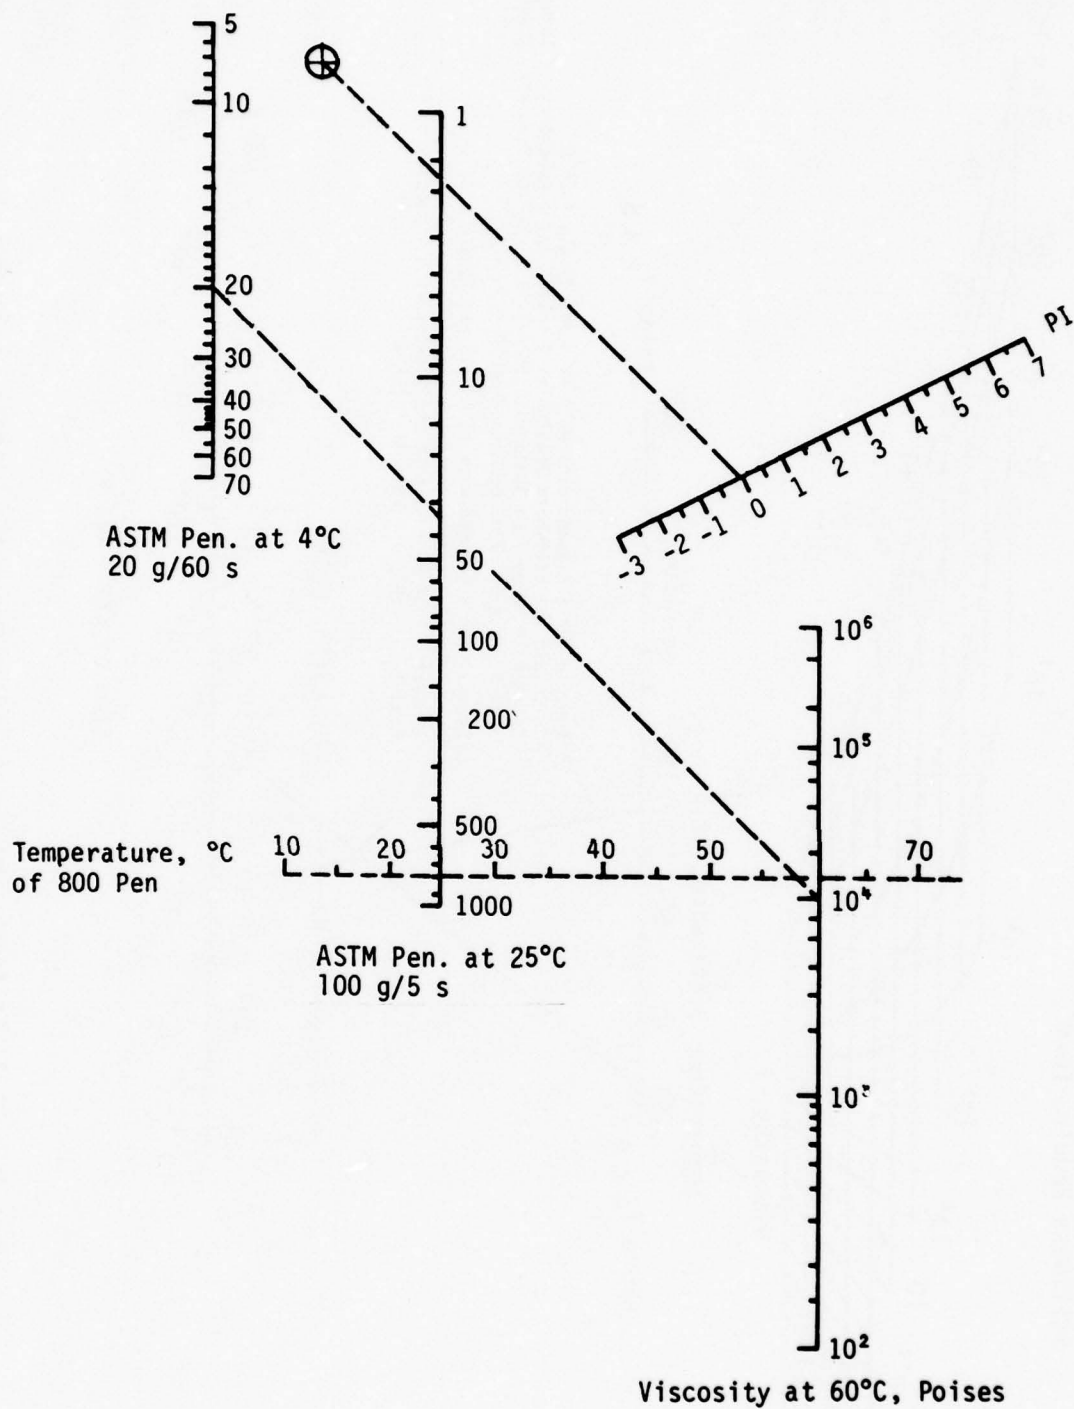 5
10
20
30
40
50
60
70
ASTM Pen. at 4°C
20 g/60 s
1
10
50
100
200
500
1000
ASTM Pen. at 25°C
100 g/5 s
PI
-3 -2 -1 0 1 2 3 4 5 6 7
Temperature, °C
of 800 Pen
10 20 30 40 50 70
10⁶
10⁵
10⁴
10²
Viscosity at 60°C, Poises